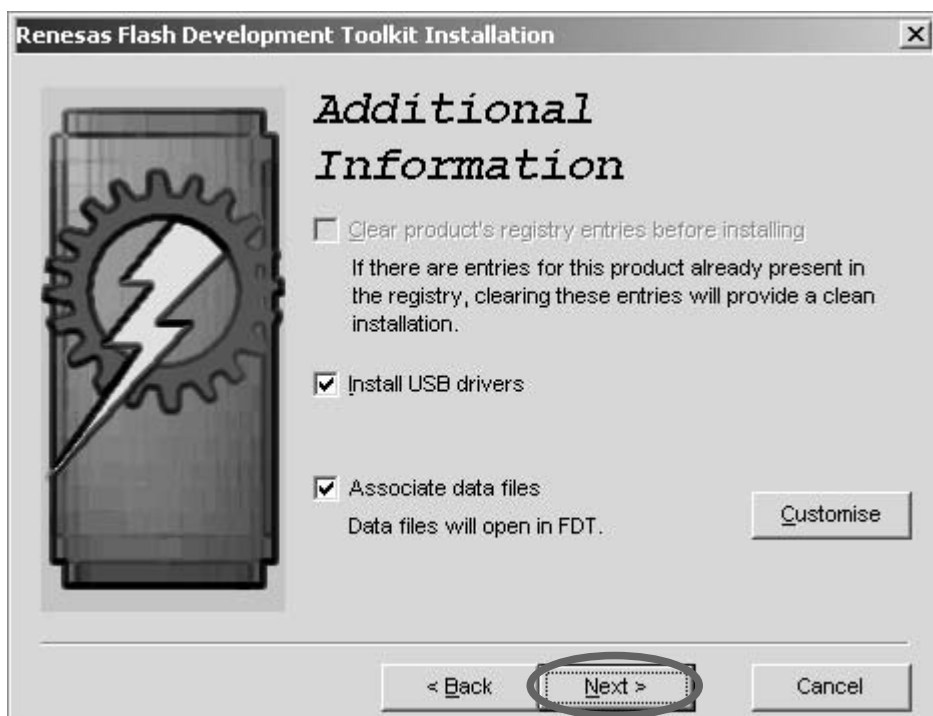 Renesas Flash Development Toolkit Installation
Additional
Information
Clear product's registry entries before installing
If there are entries for this product already present in
the registry, clearing these entries will provide a clean
installation.
Install USB drivers
Associate data files
Data files will open in FDT.
Customise
< Back
Next >
Cancel